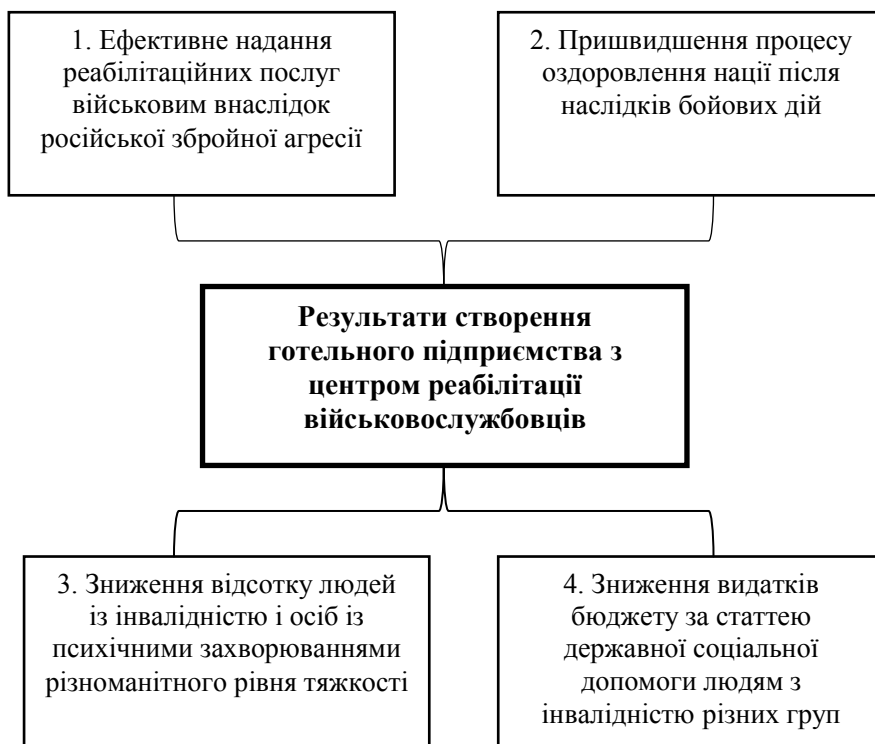 1. Ефективне надання
реабілітаційних послуг
військовим внаслідок
російської збройної агресії
2. Пришвидшення процесу
оздоровлення нації після
наслідків бойових дій
Результати створення
готельного підприємства з
центром реабілітації
військовослужбовців
3. Зниження відсотку людей
із інвалідністю і осіб із
психічними захворюваннями
різноманітного рівня тяжкості
4. Зниження видатків
бюджету за статтею
державної соціальної
допомоги людям з
інвалідністю різних груп